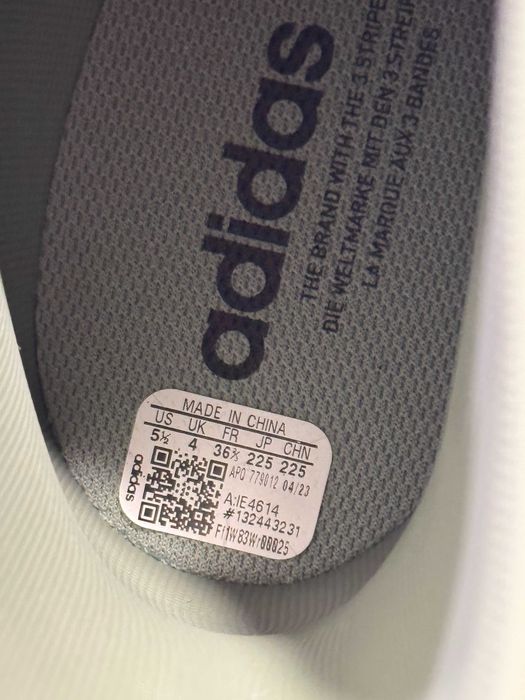 adidas
THE BRAND WITH THE 3 STRIPE
DIE WELTMARKE MIT DEN 3 STREIF
LA MARQUE AUX 3 BANDES
MADE IN CHINA
US UK FR JP CHN
5½ 4 36⅔ 225 225
APO 779012 04/23
A:IE4614
#132443231
adidas